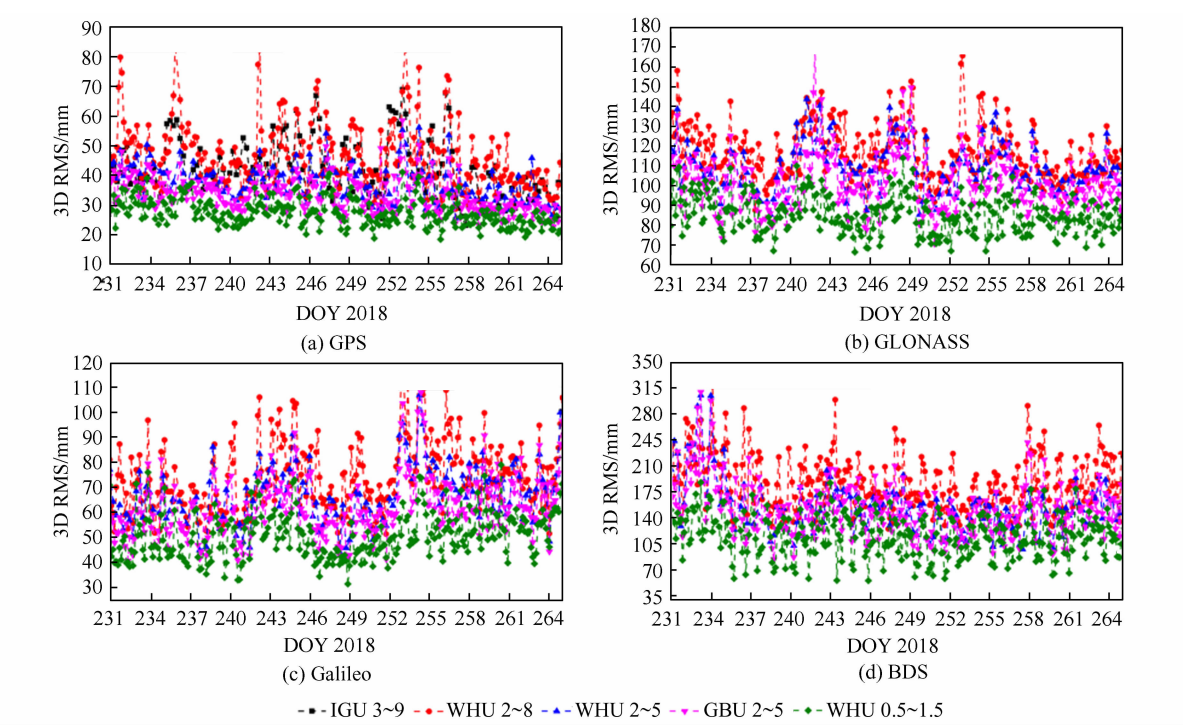 90
80
70
60
50
40
30
20
10
3D RMS/mm
231 234 237 240 243 246 249 252 255 258 261 264
DOY 2018
(a) GPS
180
170
160
150
140
130
120
110
100
90
80
70
60
3D RMS/mm
231 234 237 240 243 246 249 252 255 258 261 264
DOY 2018
(b) GLONASS
120
110
100
90
80
70
60
50
40
30
3D RMS/mm
231 234 237 240 243 246 249 252 255 258 261 264
DOY 2018
(c) Galileo
350
315
280
245
210
175
140
105
70
35
3D RMS/mm
231 234 237 240 243 246 249 252 255 258 261 264
DOY 2018
(d) BDS
IGU 3~9 WHU 2~8 WHU 2~5 GBU 2~5 WHU 0.5~1.5